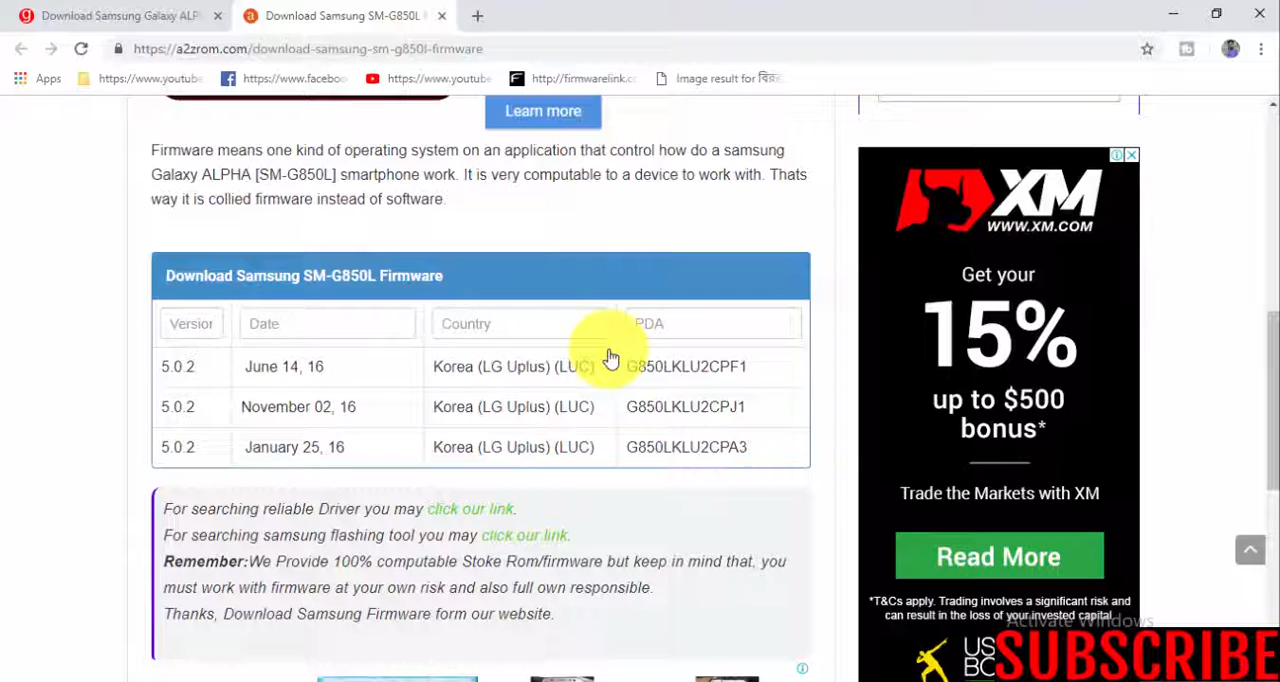 Download Samsung Galaxy ALP
Download Samsung SM-G850L
https://a2zrom.com/download-samsung-sm-g850l-firmware
Apps
https://www.youtube
https://www.faceboo
https://www.youtube
http://firmwarelink.co
Image result for বিক্র
Learn more
Firmware means one kind of operating system on an application that control how do a samsung
Galaxy ALPHA [SM-G850L] smartphone work. It is very computable to a device to work with. Thats
way it is collied firmware instead of software.
Download Samsung SM-G850L Firmware
Version Date Country PDA
5.0.2 June 14, 16 Korea (LG Uplus) (LUC) G850LKLU2CPF1
5.0.2 November 02, 16 Korea (LG Uplus) (LUC) G850LKLU2CPJ1
5.0.2 January 25, 16 Korea (LG Uplus) (LUC) G850LKLU2CPA3
For searching reliable Driver you may click our link.
For searching samsung flashing tool you may click our link.
Remember:We Provide 100% computable Stoke Rom/firmware but keep in mind that, you
must work with firmware at your own risk and also full own responsible.
Thanks, Download Samsung Firmware form our website.
XM
WWW.XM.COM
Get your
15%
up to $500
bonus*
Trade the Markets with XM
Read More
*T&Cs apply. Trading involves a significant risk and
can result in the loss of your invested capital.
Activate Windows
US
BC
SUBSCRIBE